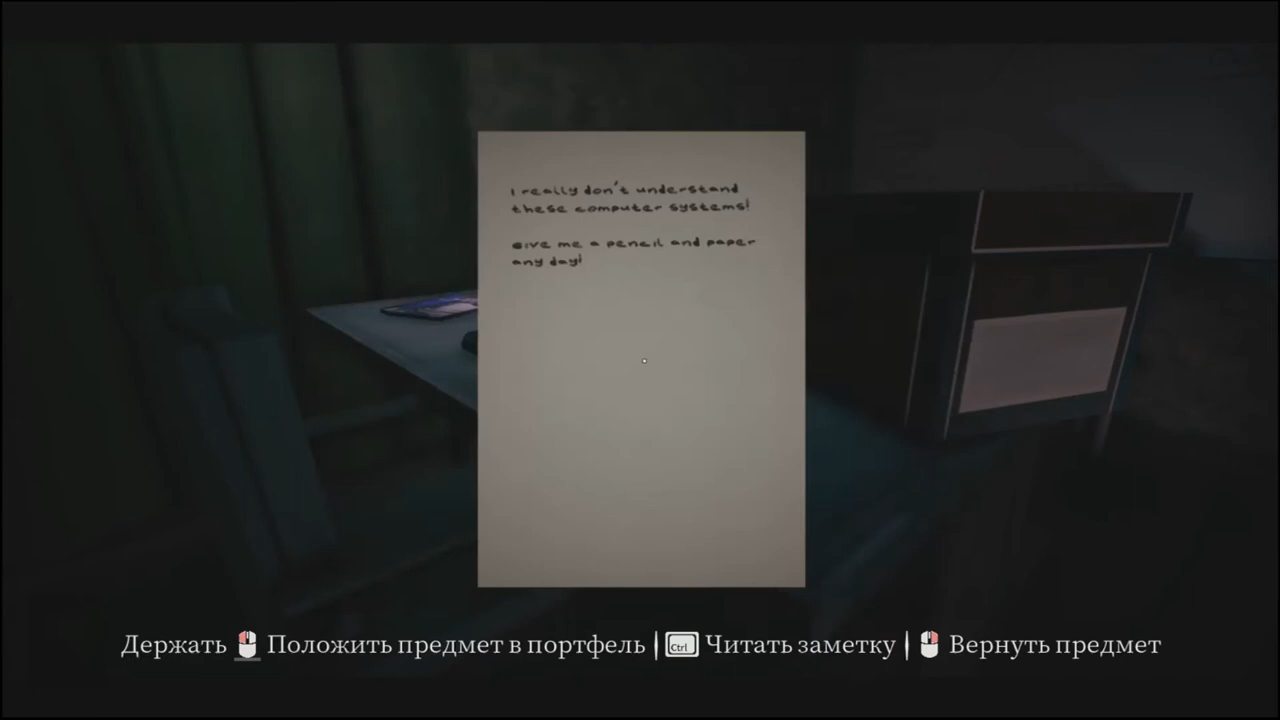 I really don't understand
these computer systems!
Give me a pencil and paper
any day!
Держать Положить предмет в портфель Ctrl Читать заметку Вернуть предмет